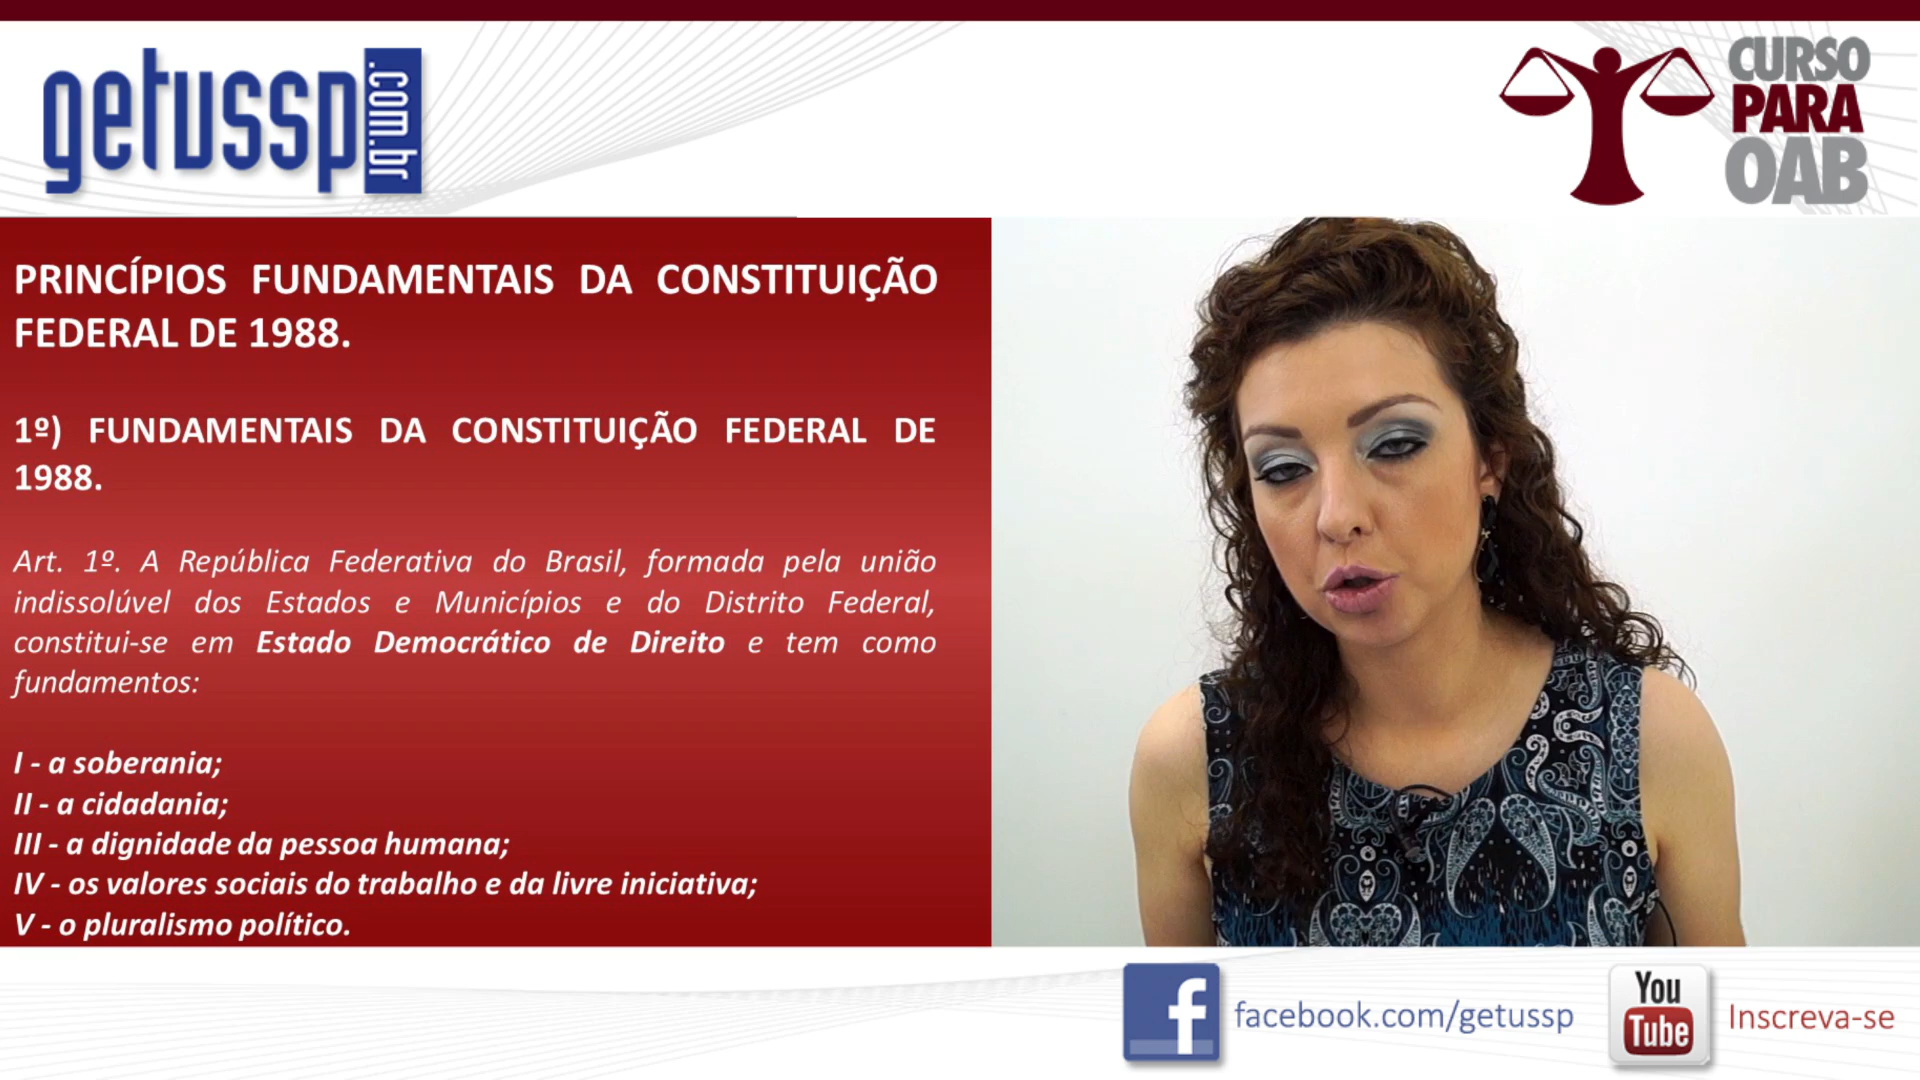 getussp.com.br
CURSO
PARA
OAB
PRINCÍPIOS FUNDAMENTAIS DA CONSTITUIÇÃO
FEDERAL DE 1988.
1º) FUNDAMENTAIS DA CONSTITUIÇÃO FEDERAL DE
1988.
Art. 1º. A República Federativa do Brasil, formada pela união
indissolúvel dos Estados e Municípios e do Distrito Federal,
constitui-se em Estado Democrático de Direito e tem como
fundamentos:
I - a soberania;
II - a cidadania;
III - a dignidade da pessoa humana;
IV - os valores sociais do trabalho e da livre iniciativa;
V - o pluralismo político.
f
facebook.com/getussp
You
Tube
Inscreva-se